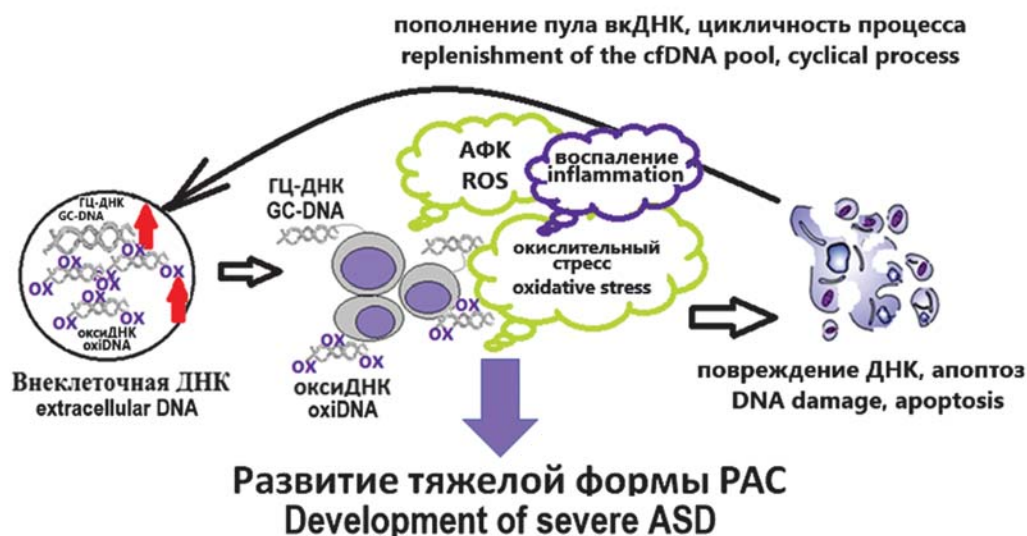 пополнение пула вкДНК, цикличность процесса
replenishment of the cfDNA pool, cyclical process
АФК
ROS
воспаление
inflammation
ГЦ-ДНК
GC-DNA
ГЦ-ДНК
GC-DNA
OX
OX
OX
OX
OX
OX
OX
OX
оксиДНК
oxiDNA
Внеклеточная ДНК
extracellular DNA
окислительный
стресс
oxidative stress
OX
OX
OX
OX
OX
оксиДНК
oxiDNA
повреждение ДНК, апоптоз
DNA damage, apoptosis
Развитие тяжелой формы РАС
Development of severe ASD